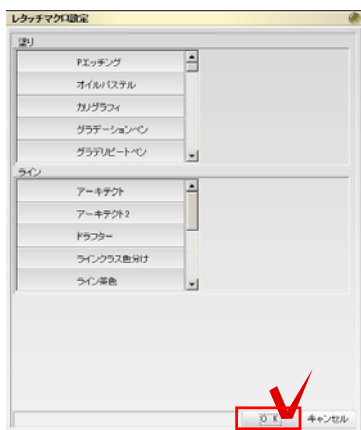 レタッチマクロ設定
塗り
Pエッチング
オイルパステル
カリグラフィ
グラデーションペン
グラデリピートペン
ライン
アーキテクト
アーキテクト2
ドラフター
ラインクラス色分け
ライン茶色
OK
キャンセル